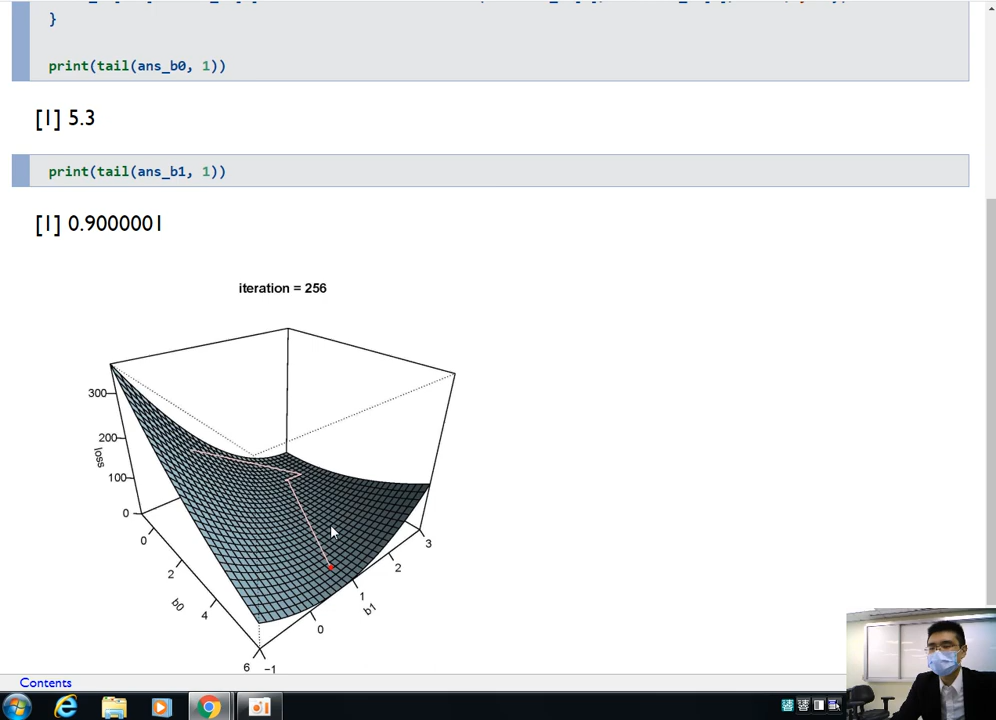 }
print(tail(ans_b0, 1))
[1] 5.3
print(tail(ans_b1, 1))
[1] 0.9000001
iteration = 256
300
200
100
0
loss
0
2
4
6
b0
−1
0
1
2
3
b1
Contents